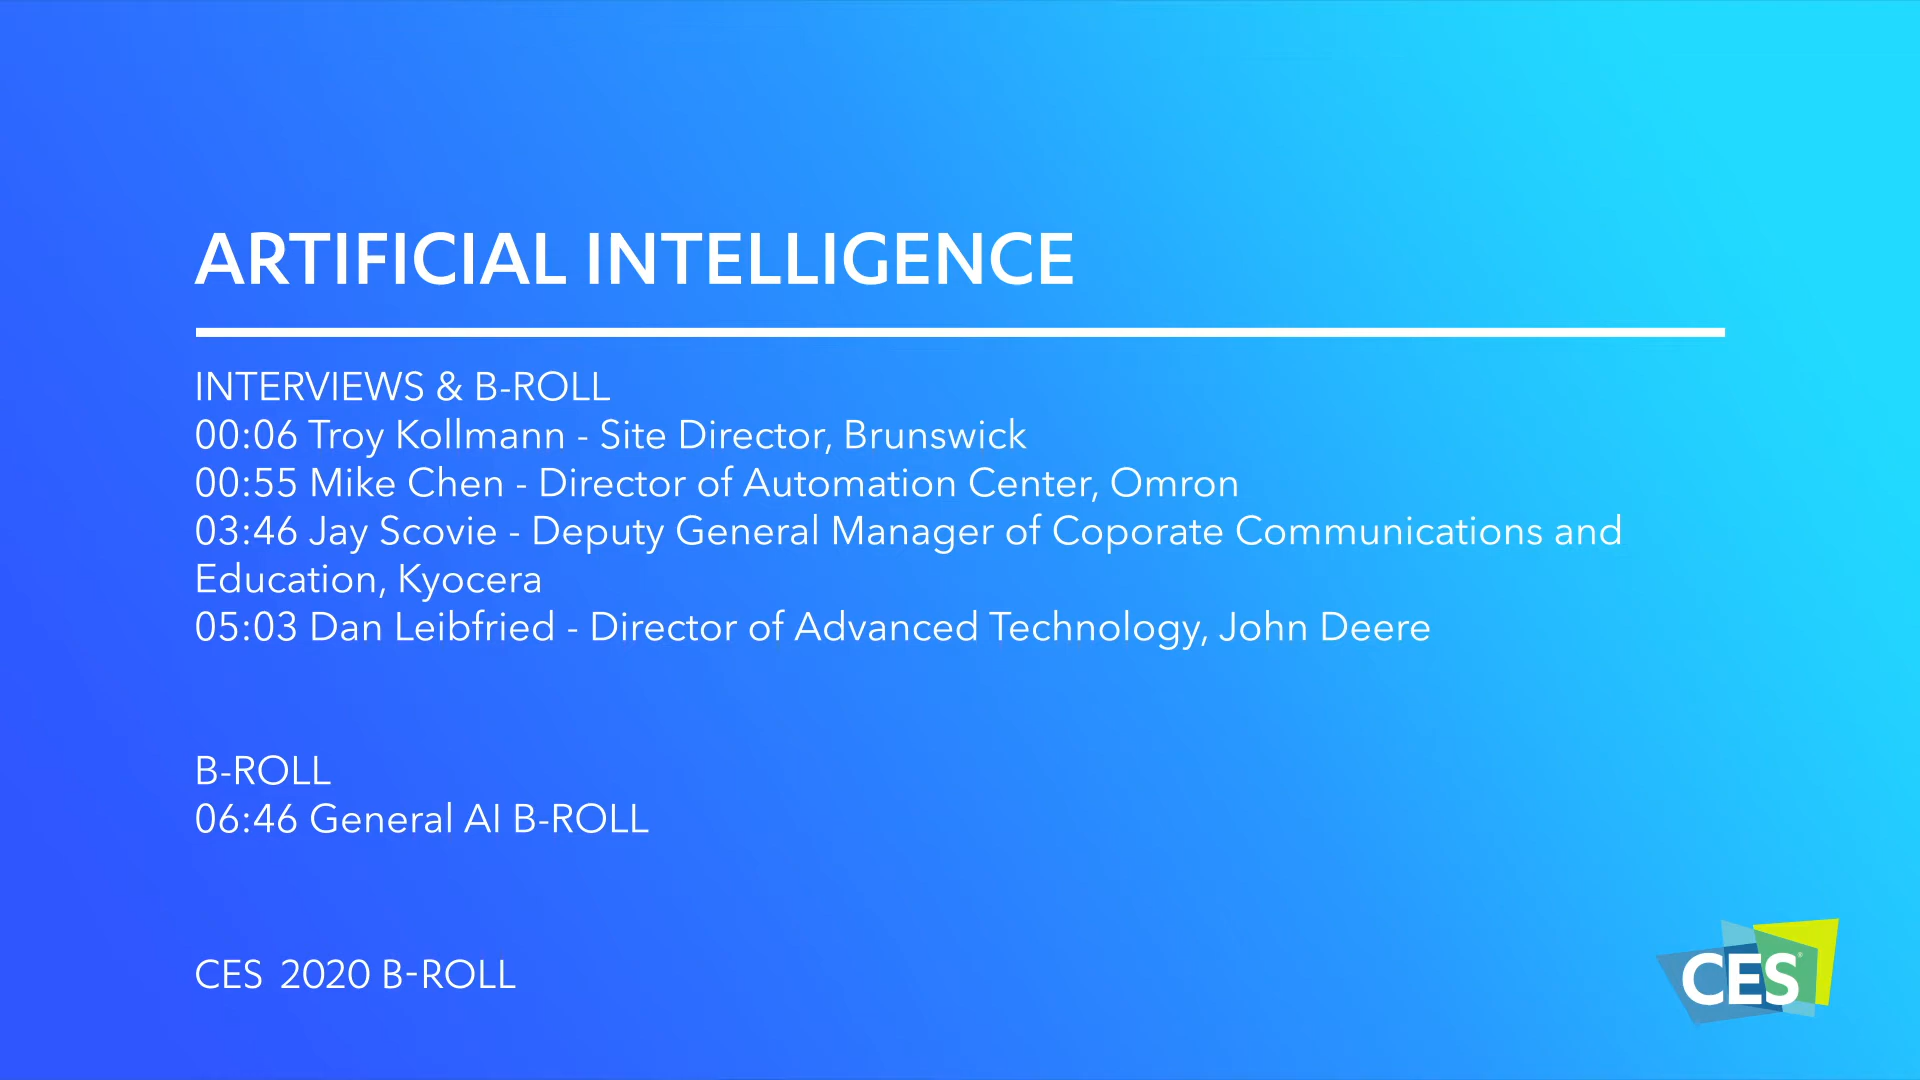 ARTIFICIAL INTELLIGENCE
INTERVIEWS & B-ROLL
00:06 Troy Kollmann - Site Director, Brunswick
00:55 Mike Chen - Director of Automation Center, Omron
03:46 Jay Scovie - Deputy General Manager of Coporate Communications and
Education, Kyocera
05:03 Dan Leibfried - Director of Advanced Technology, John Deere
B-ROLL
06:46 General AI B-ROLL
CES 2020 B-ROLL
CES®